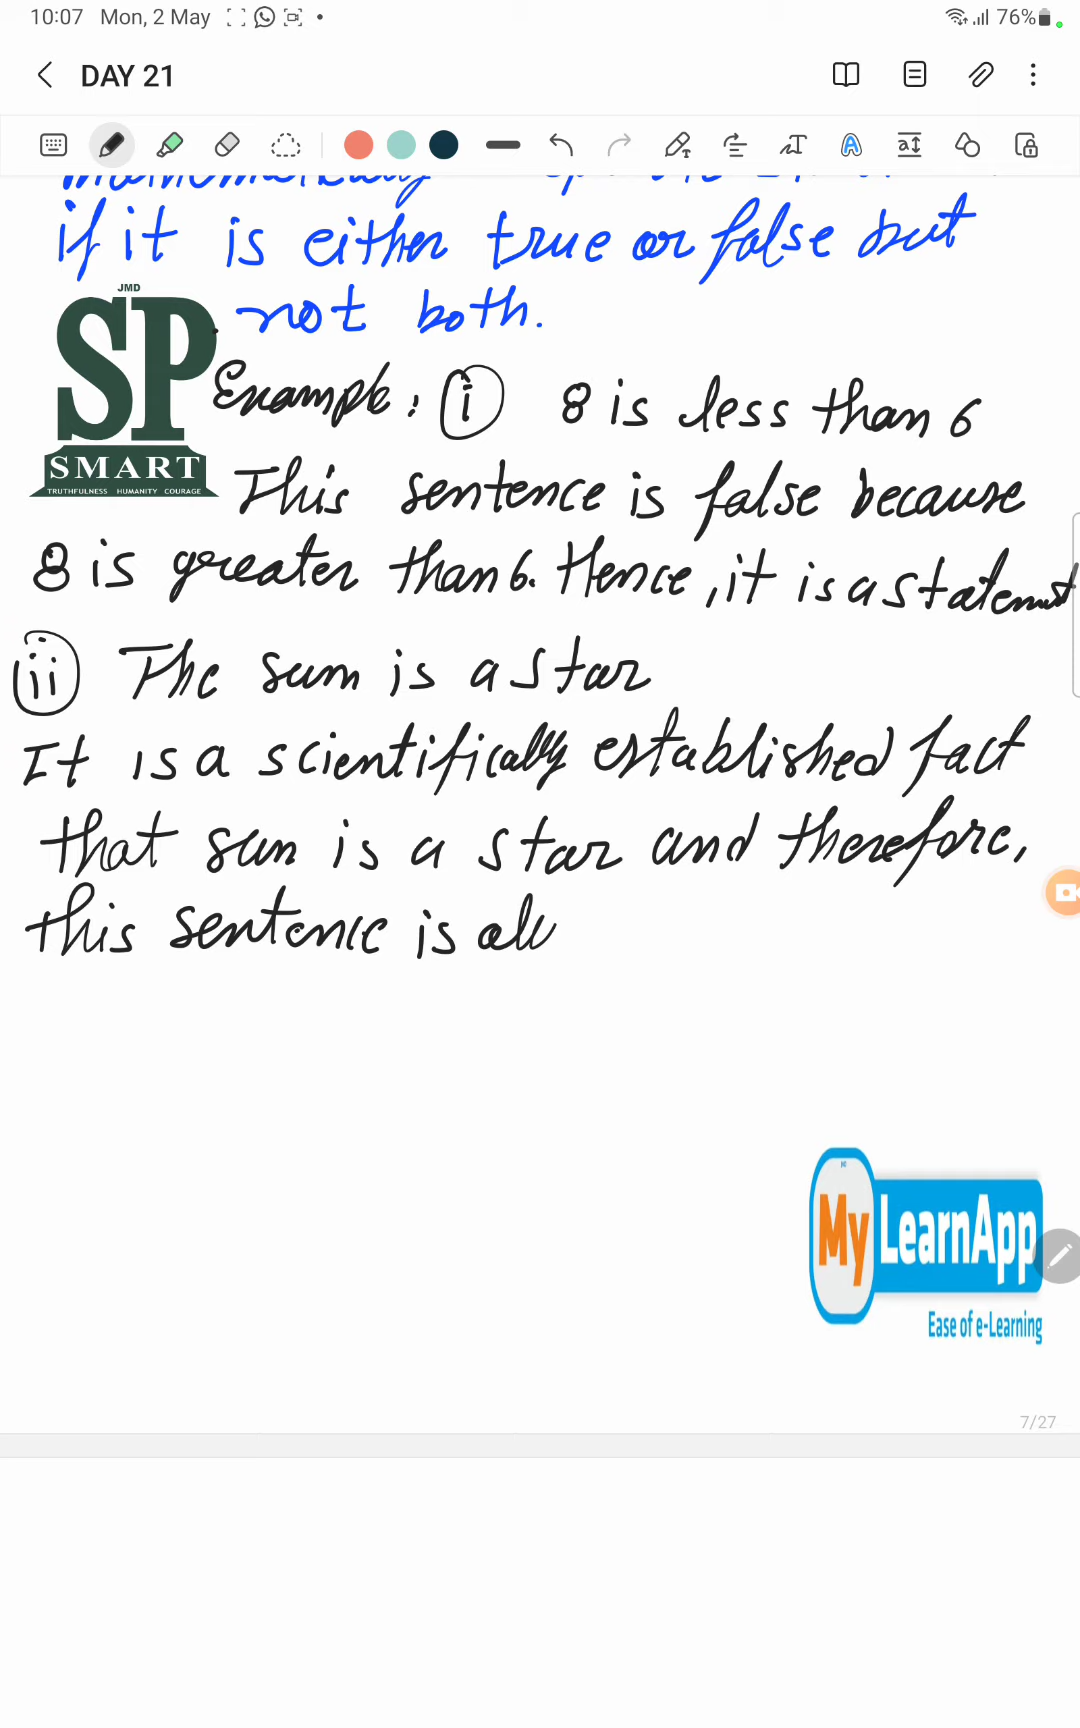 10:07 Mon, 2 May
76%
DAY 21
if it is either true or false but
not both.
JMD
SP
SMART
TRUTHFULNESS HUMANITY COURAGE
Example: (i) 8 is less than 6
This sentence is false because
8 is greater than 6. Hence, it is a statement
(ii) The sun is a star
It is a scientifically established fact
that sun is a star and therefore,
this sentence is alw
My LearnApp
Ease of e-Learning
7/27